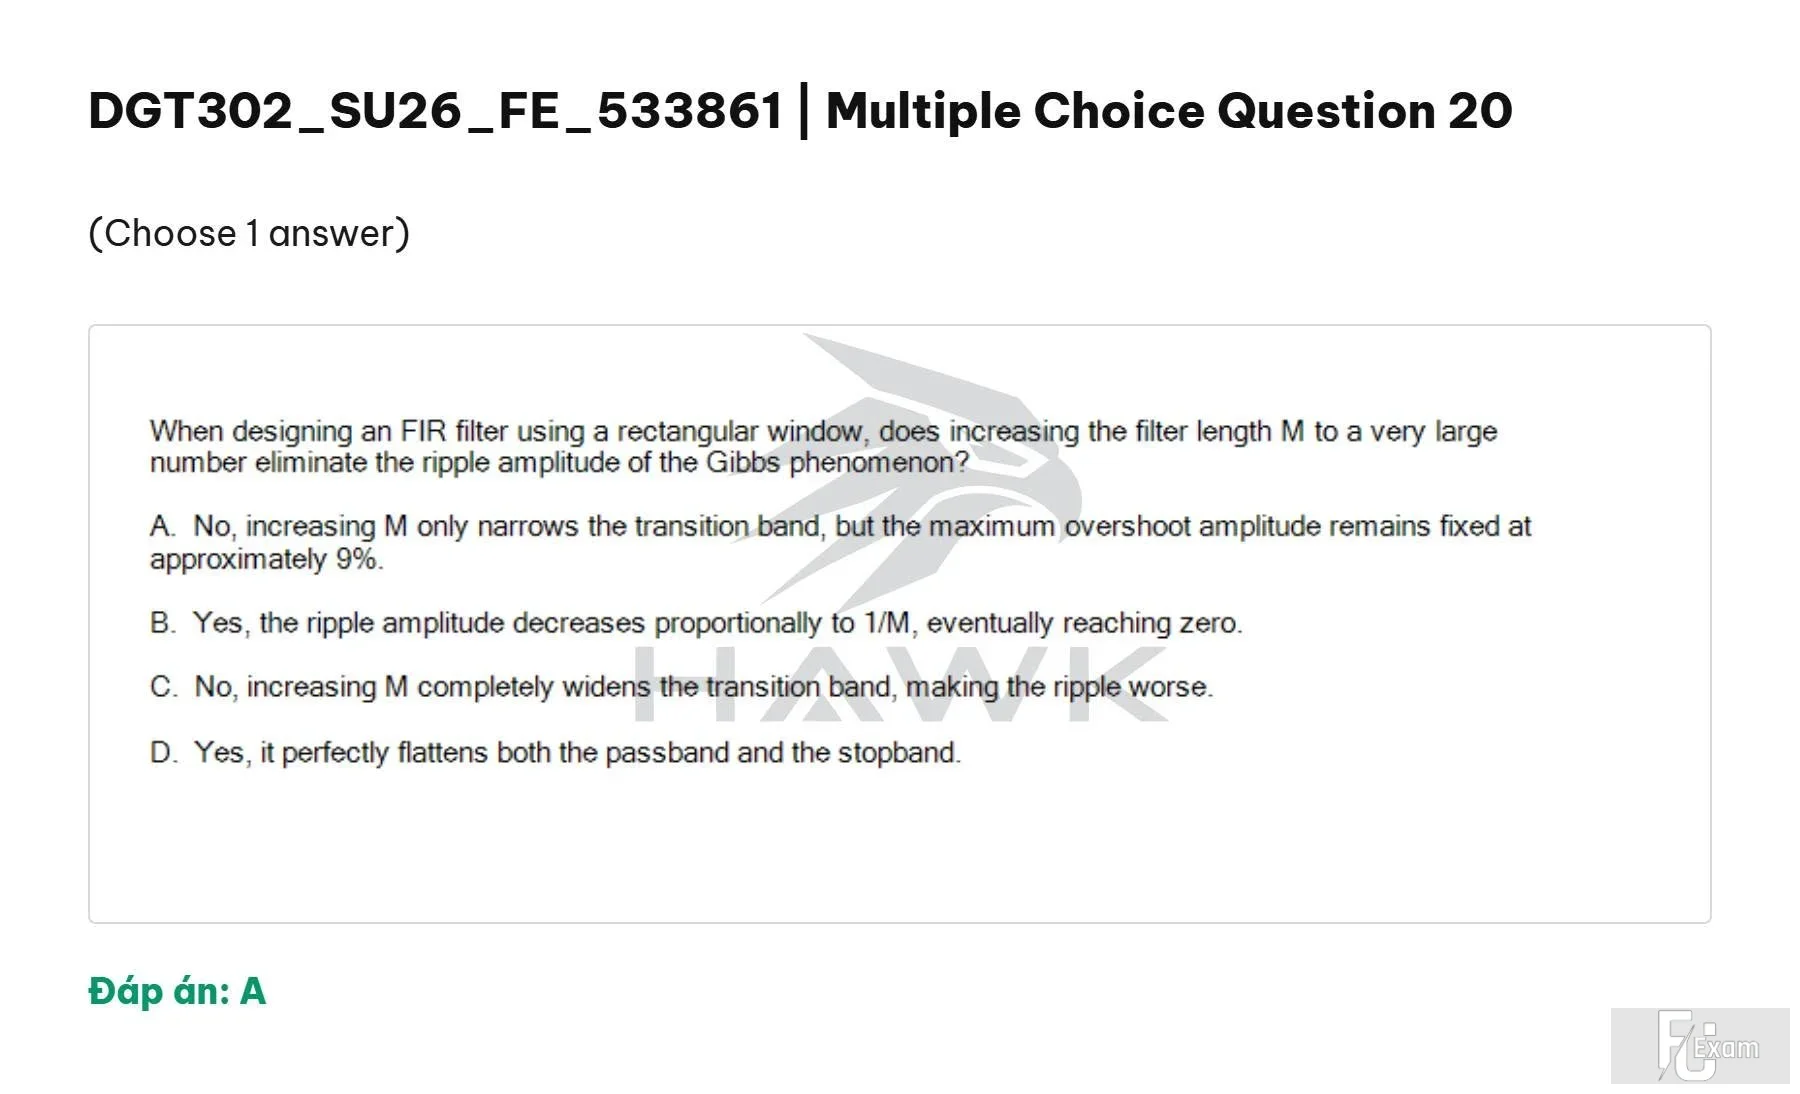 DGT302_SU26_FE_533861 | Multiple Choice Question 20
(Choose 1 answer)
When designing an FIR filter using a rectangular window, does increasing the filter length M to a very large
number eliminate the ripple amplitude of the Gibbs phenomenon?
A. No, increasing M only narrows the transition band, but the maximum overshoot amplitude remains fixed at
approximately 9%.
B. Yes, the ripple amplitude decreases proportionally to 1/M, eventually reaching zero.
HAWK
C. No, increasing M completely widens the transition band, making the ripple worse.
D. Yes, it perfectly flattens both the passband and the stopband.
Đáp án: A
FU Exam